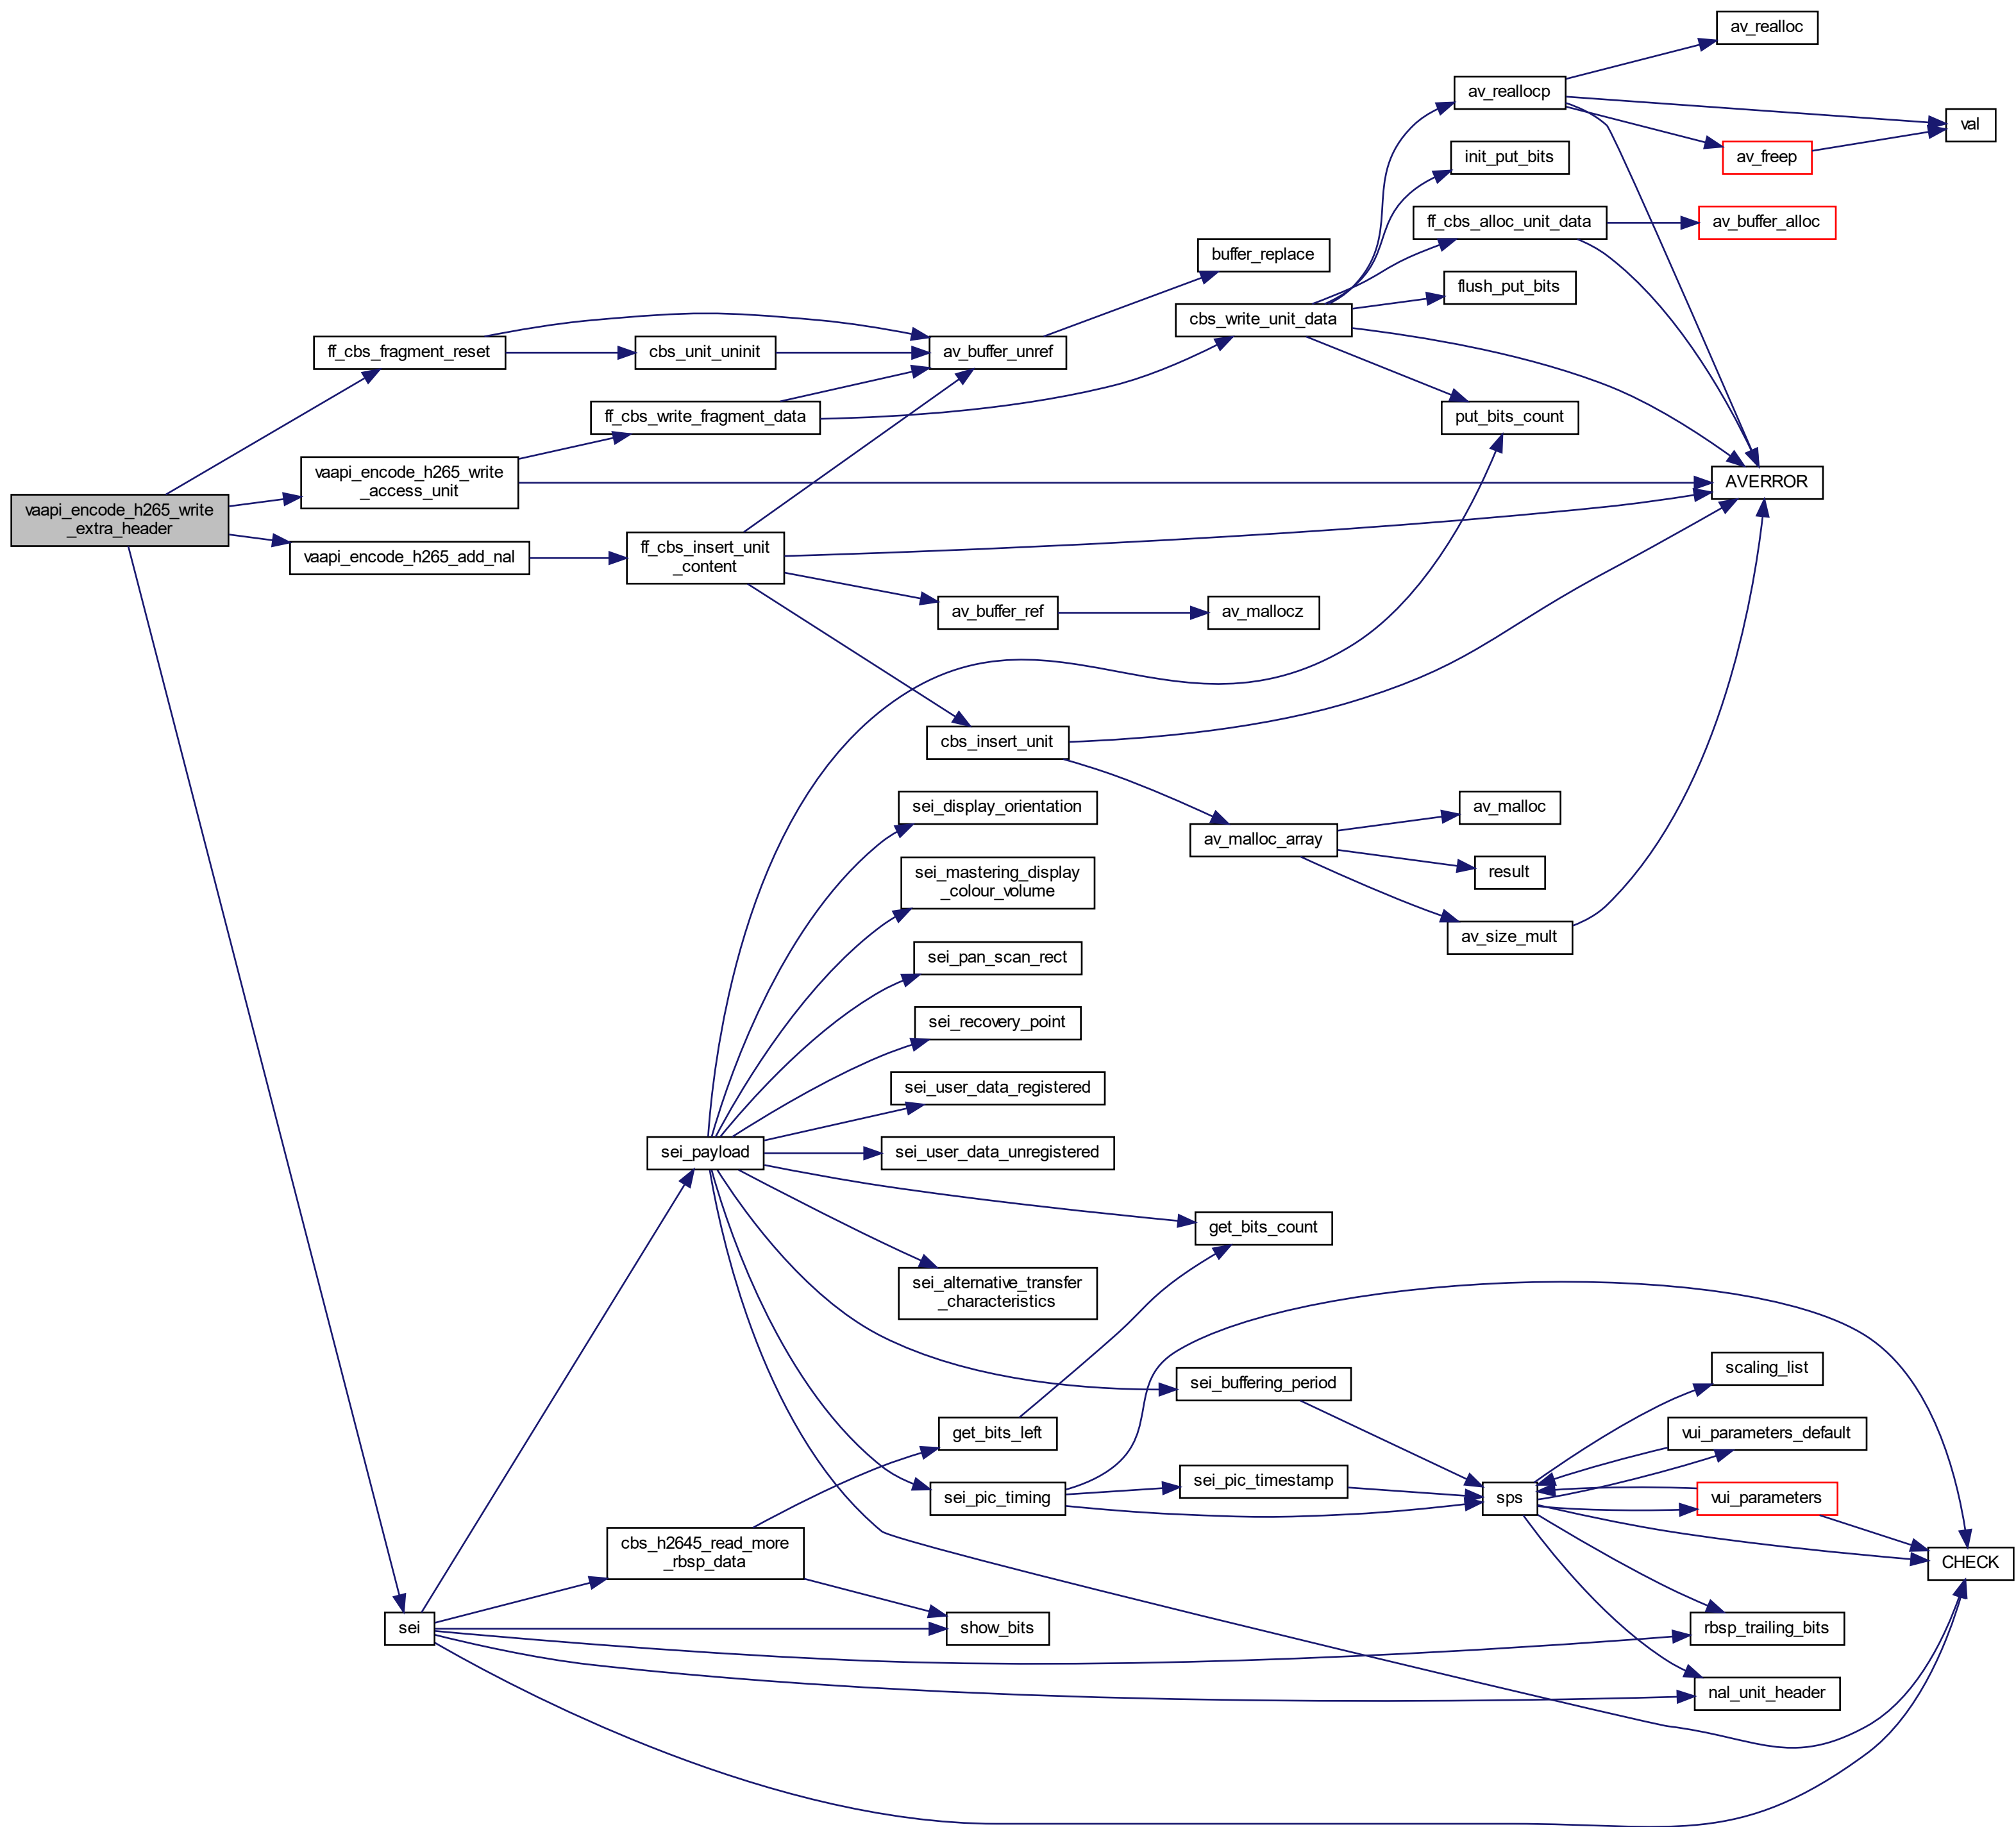 av_realloc
av_reallocp
val
init_put_bits
av_freep
ff_cbs_alloc_unit_data
av_buffer_alloc
buffer_replace
flush_put_bits
cbs_write_unit_data
ff_cbs_fragment_reset
cbs_unit_uninit
av_buffer_unref
ff_cbs_write_fragment_data
put_bits_count
vaapi_encode_h265_write
_access_unit
AVERROR
vaapi_encode_h265_write
_extra_header
vaapi_encode_h265_add_nal
ff_cbs_insert_unit
_content
av_buffer_ref
av_mallocz
cbs_insert_unit
sei_display_orientation
av_malloc
av_malloc_array
sei_mastering_display
_colour_volume
result
av_size_mult
sei_pan_scan_rect
sei_recovery_point
sei_user_data_registered
sei_payload
sei_user_data_unregistered
get_bits_count
sei_alternative_transfer
_characteristics
scaling_list
sei_buffering_period
get_bits_left
vui_parameters_default
sei_pic_timestamp
sei_pic_timing
sps
vui_parameters
cbs_h2645_read_more
_rbsp_data
CHECK
sei
show_bits
rbsp_trailing_bits
nal_unit_header